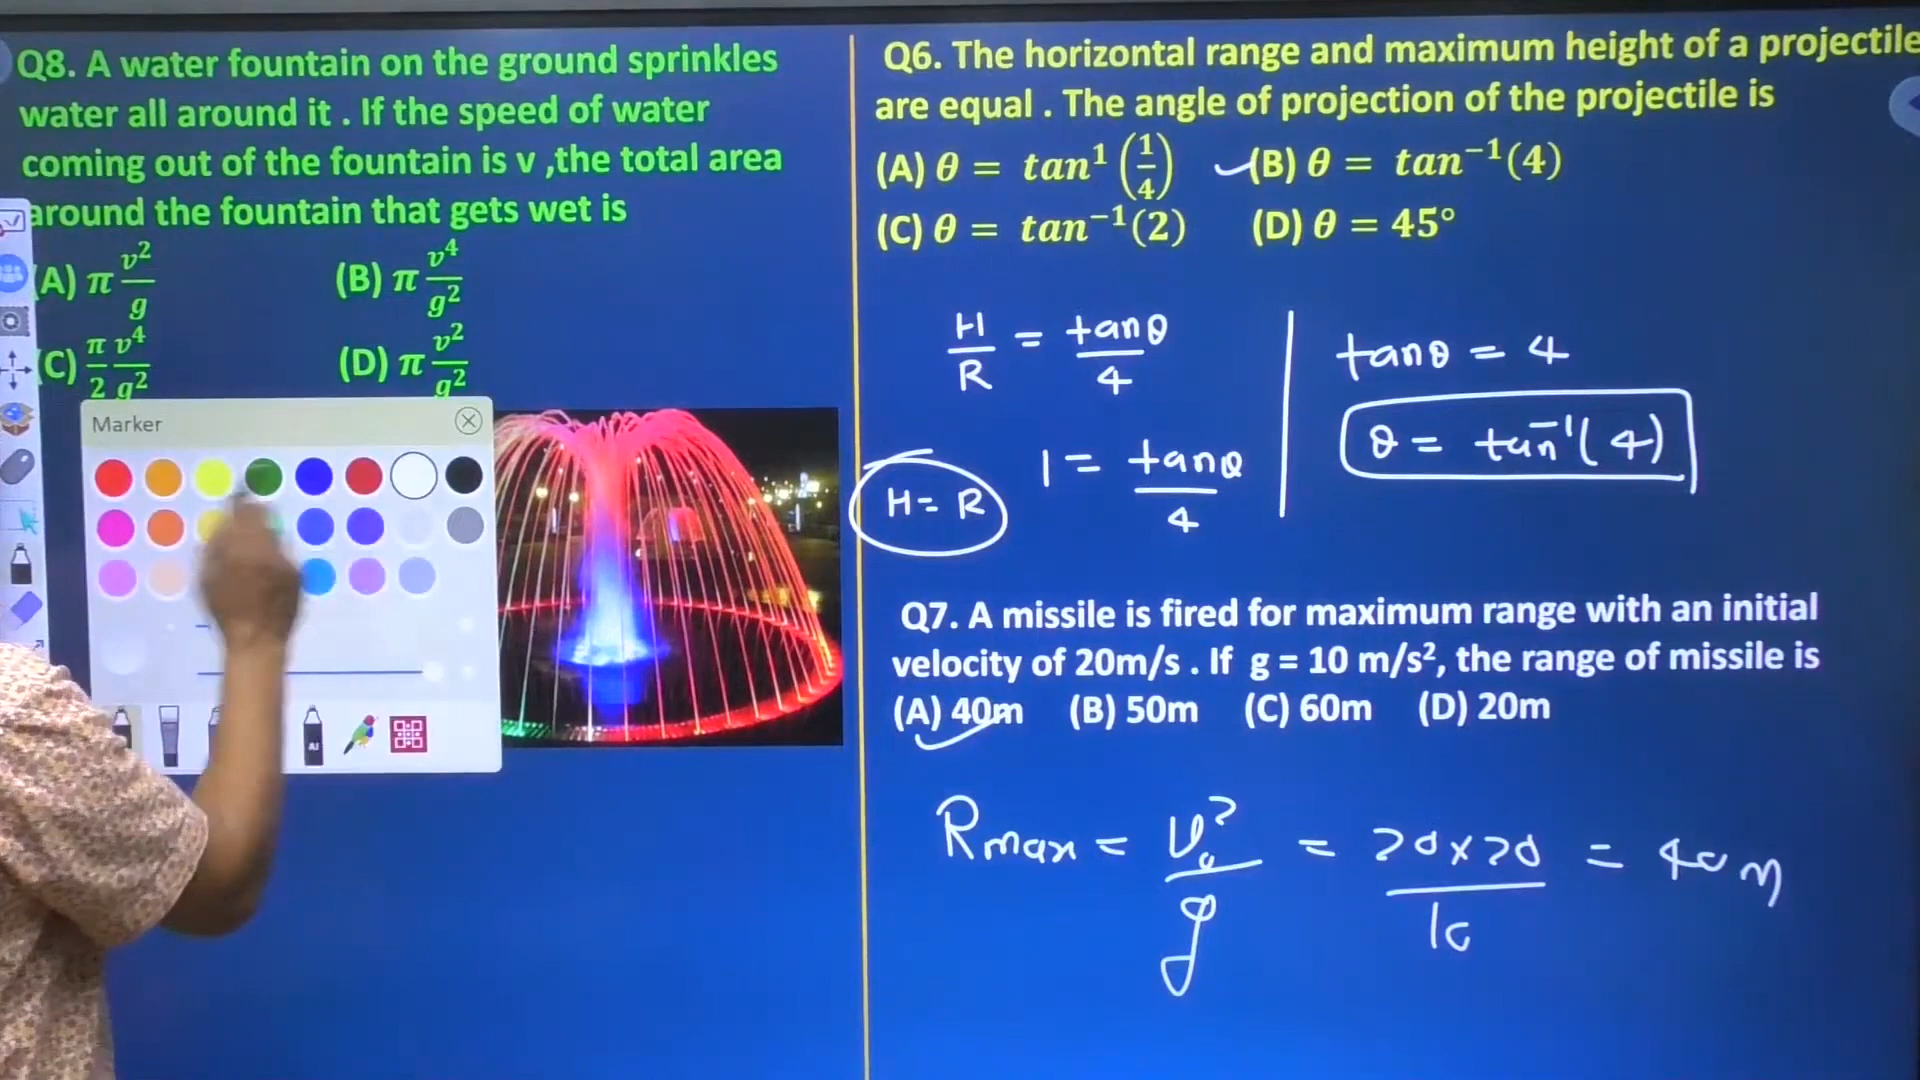 Q8. A water fountain on the ground sprinkles
water all around it . If the speed of water
coming out of the fountain is v ,the total area
around the fountain that gets wet is
(A) π v²/g (B) π v⁴/g²
(C) π/2 v⁴/g² (D) π v²/g²
Marker
AI
Q6. The horizontal range and maximum height of a projectile
are equal . The angle of projection of the projectile is
(A) θ = tan¹ (1/4) (B) θ = tan⁻¹(4)
(C) θ = tan⁻¹(2) (D) θ = 45°
H/R = tanθ/4
H = R
1 = tanθ/4
tanθ = 4
θ = tan⁻¹(4)
Q7. A missile is fired for maximum range with an initial
velocity of 20m/s . If g = 10 m/s², the range of missile is
(A) 40m (B) 50m (C) 60m (D) 20m
Rmax = v₀²/g = 20x20/10 = 40 m